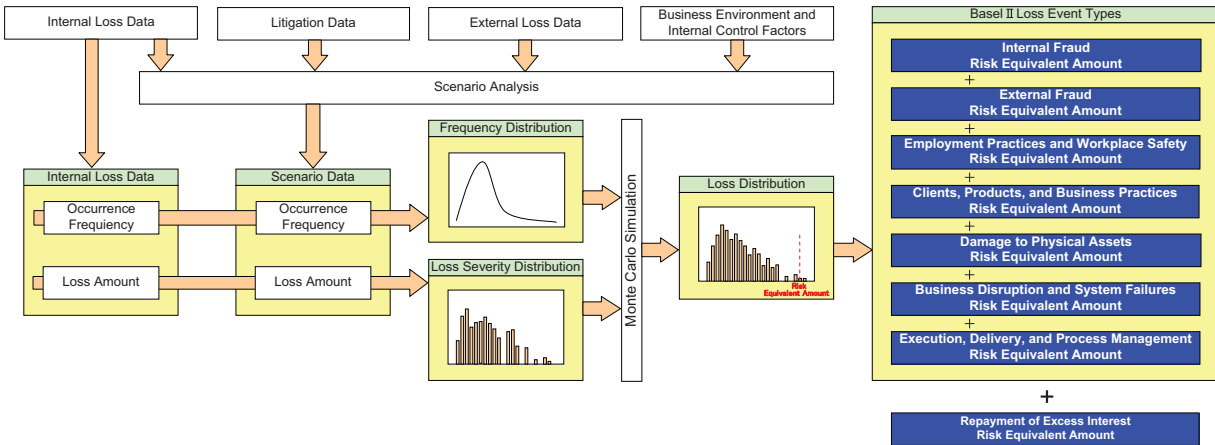 Internal Loss Data
Litigation Data
External Loss Data
Business Environment and
Internal Control Factors
Scenario Analysis
Internal Loss Data
Occurrence
Frequiency
Loss Amount
Scenario Data
Occurrence
Frequency
Loss Amount
Frequency Distribution
Loss Severity Distribution
Monte Carlo Simulation
Loss Distribution
Risk
Equivalent Amount
Basel II Loss Event Types
Internal Fraud
Risk Equivalent Amount
+
External Fraud
Risk Equivalent Amount
+
Employment Practices and Workplace Safety
Risk Equivalent Amount
+
Clients, Products, and Business Practices
Risk Equivalent Amount
+
Damage to Physical Assets
Risk Equivalent Amount
+
Business Disruption and System Failures
Risk Equivalent Amount
+
Execution, Delivery, and Process Management
Risk Equivalent Amount
+
Repayment of Excess Interest
Risk Equivalent Amount